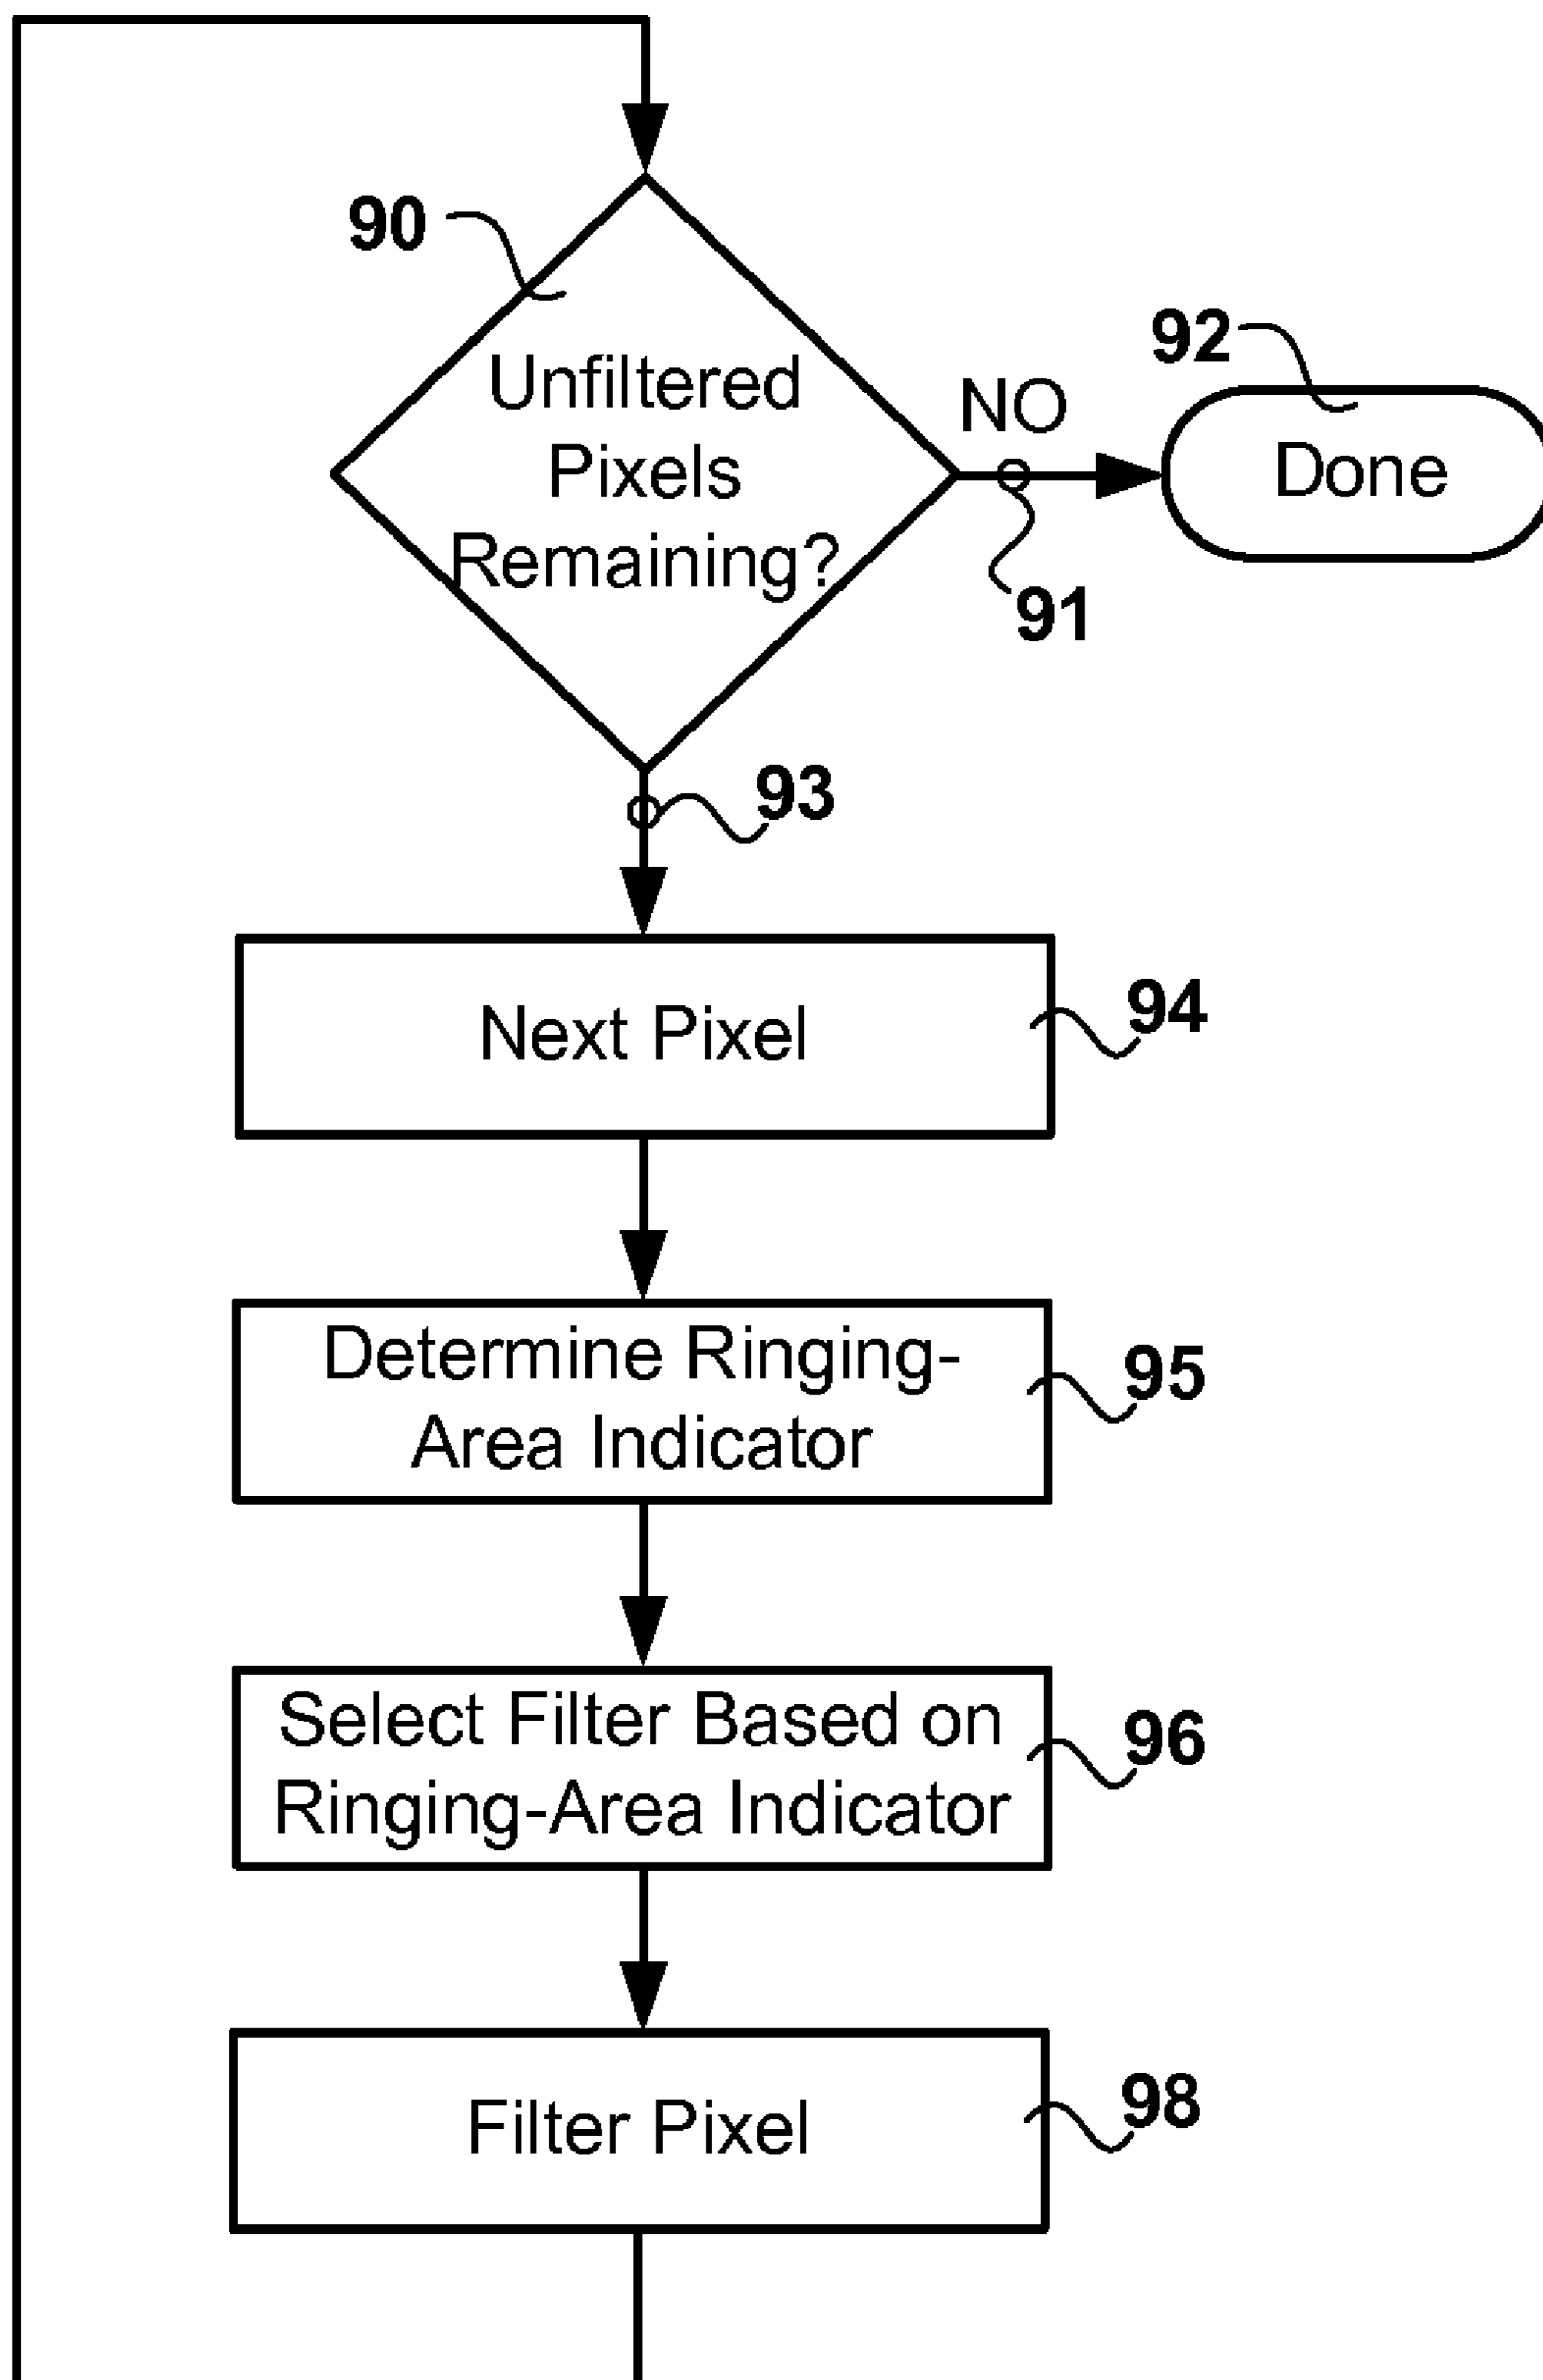 90
Unfiltered
Pixels
Remaining?
NO
91
92
Done
93
Next Pixel
94
Determine Ringing-
Area Indicator
95
Select Filter Based on
Ringing-Area Indicator
96
Filter Pixel
98